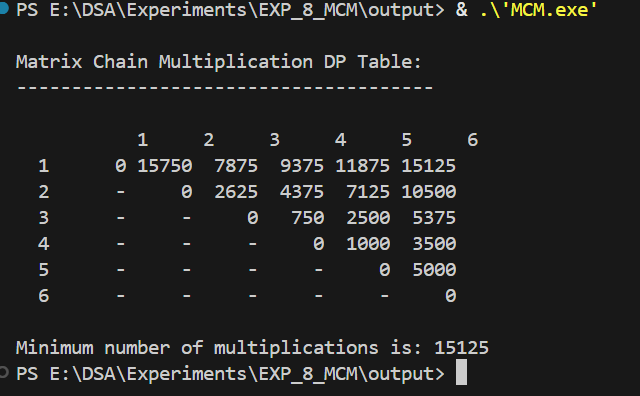 PS E:\DSA\Experiments\EXP_8_MCM\output> & .\'MCM.exe'
Matrix Chain Multiplication DP Table:
--------------------------------------
1 2 3 4 5 6
1 0 15750 7875 9375 11875 15125
2 - 0 2625 4375 7125 10500
3 - - 0 750 2500 5375
4 - - - 0 1000 3500
5 - - - - 0 5000
6 - - - - - 0
Minimum number of multiplications is: 15125
PS E:\DSA\Experiments\EXP_8_MCM\output>